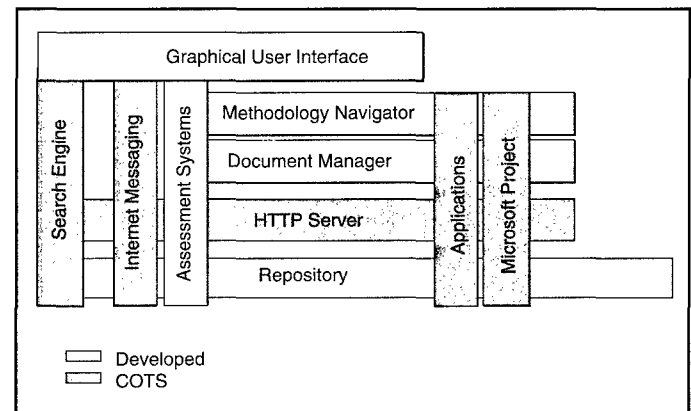 Graphical User Interface
Search Engine
Internet Messaging
Assessment Systems
Methodology Navigator
Document Manager
HTTP Server
Repository
Applications
Microsoft Project
Developed
COTS